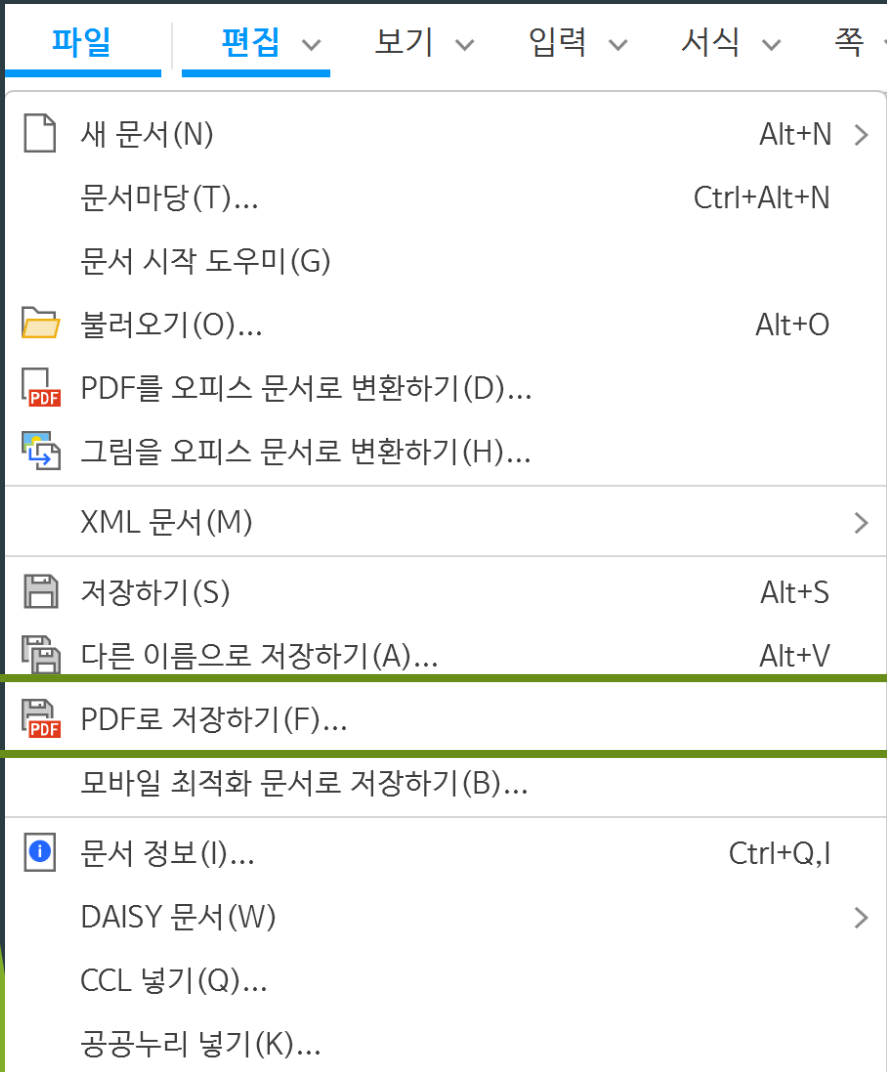 파일 편집 보기 입력 서식 쪽
새 문서(N) Alt+N
문서마당(T)... Ctrl+Alt+N
문서 시작 도우미(G)
불러오기(O)... Alt+O
PDF PDF를 오피스 문서로 변환하기(D)...
그림을 오피스 문서로 변환하기(H)...
XML 문서(M)
저장하기(S) Alt+S
다른 이름으로 저장하기(A)... Alt+V
PDF PDF로 저장하기(F)...
모바일 최적화 문서로 저장하기(B)...
문서 정보(I)... Ctrl+Q,I
DAISY 문서(W)
CCL 넣기(Q)...
공공누리 넣기(K)...